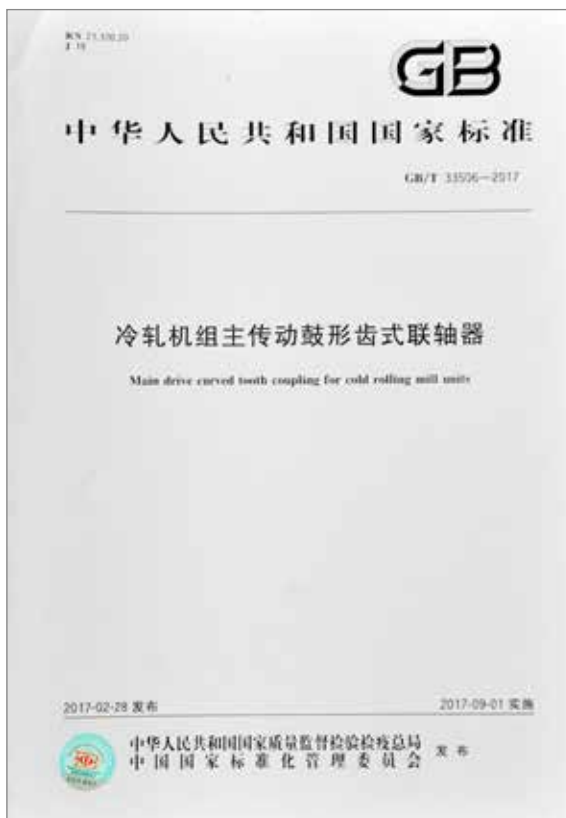 J 19
GB
中华人民共和国国家标准
GB/T 33506—2017
冷轧机组主传动鼓形齿式联轴器
Main drive curved tooth coupling for cold rolling mill units
2017-02-28 发布
2017-09-01 实施
中华人民共和国国家质量监督检验检疫总局
中国国家标准化管理委员会
发布